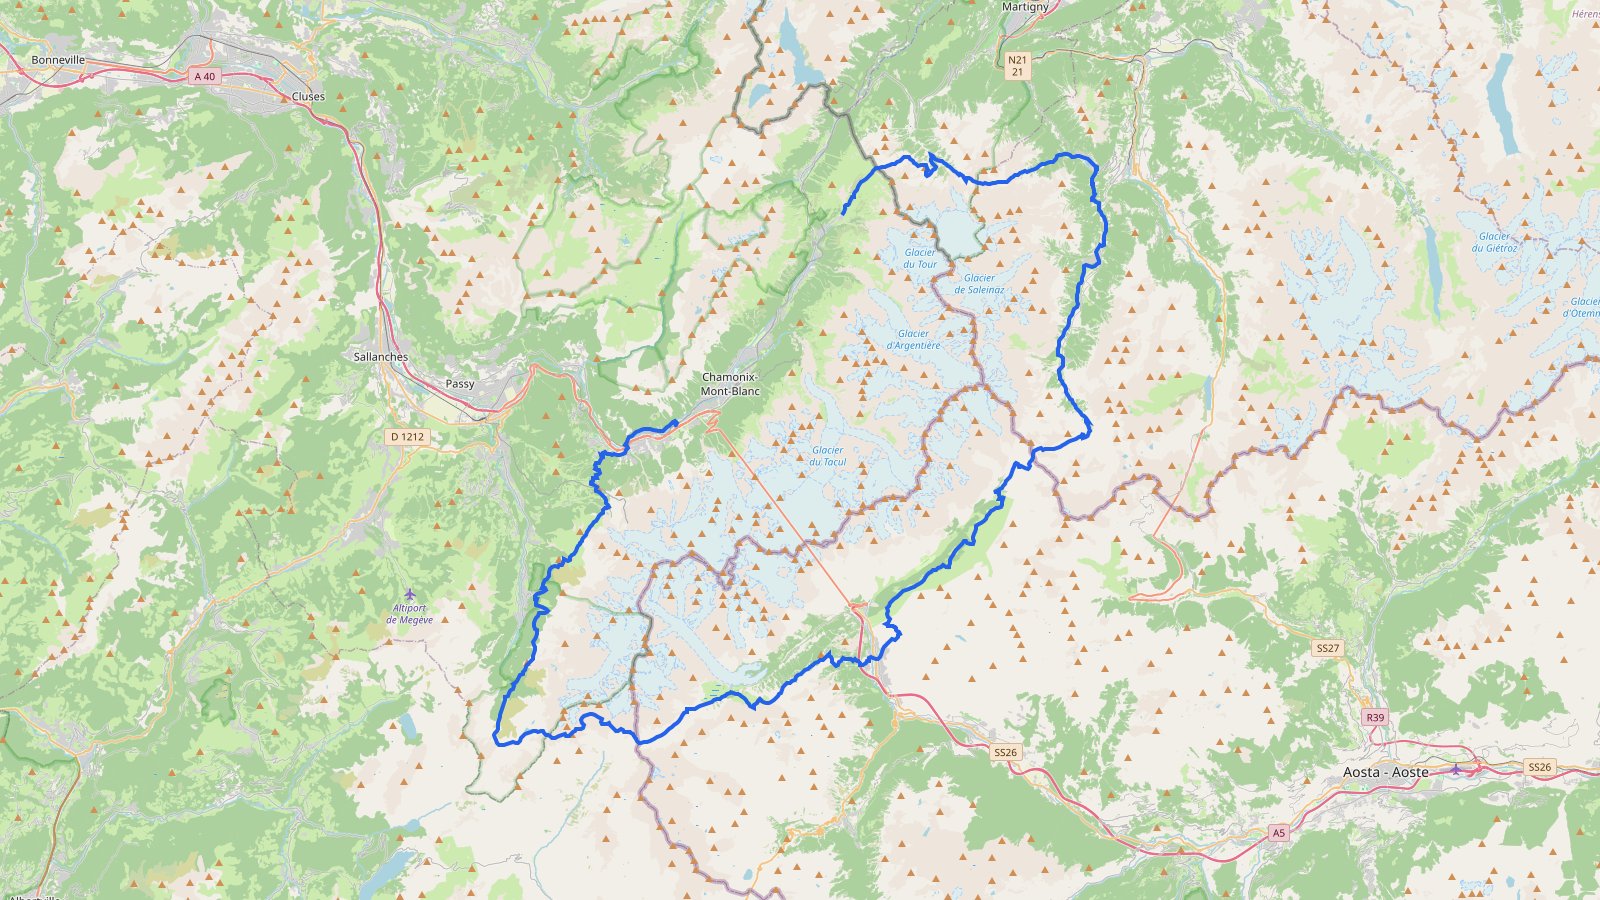 Martigny
Hérens
Bonneville
A 40
N21
21
Cluses
Glacier
du Giétroz
Glacier
du Tour
Glacier
de Saleinaz
Glacier
d'Otemm
Glacier
d'Argentière
Sallanches
Passy
Chamonix-
Mont-Blanc
D 1212
Glacier
du Tacul
Altiport
de Megève
SS27
R39
SS26
SS26
Aosta - Aoste
A5